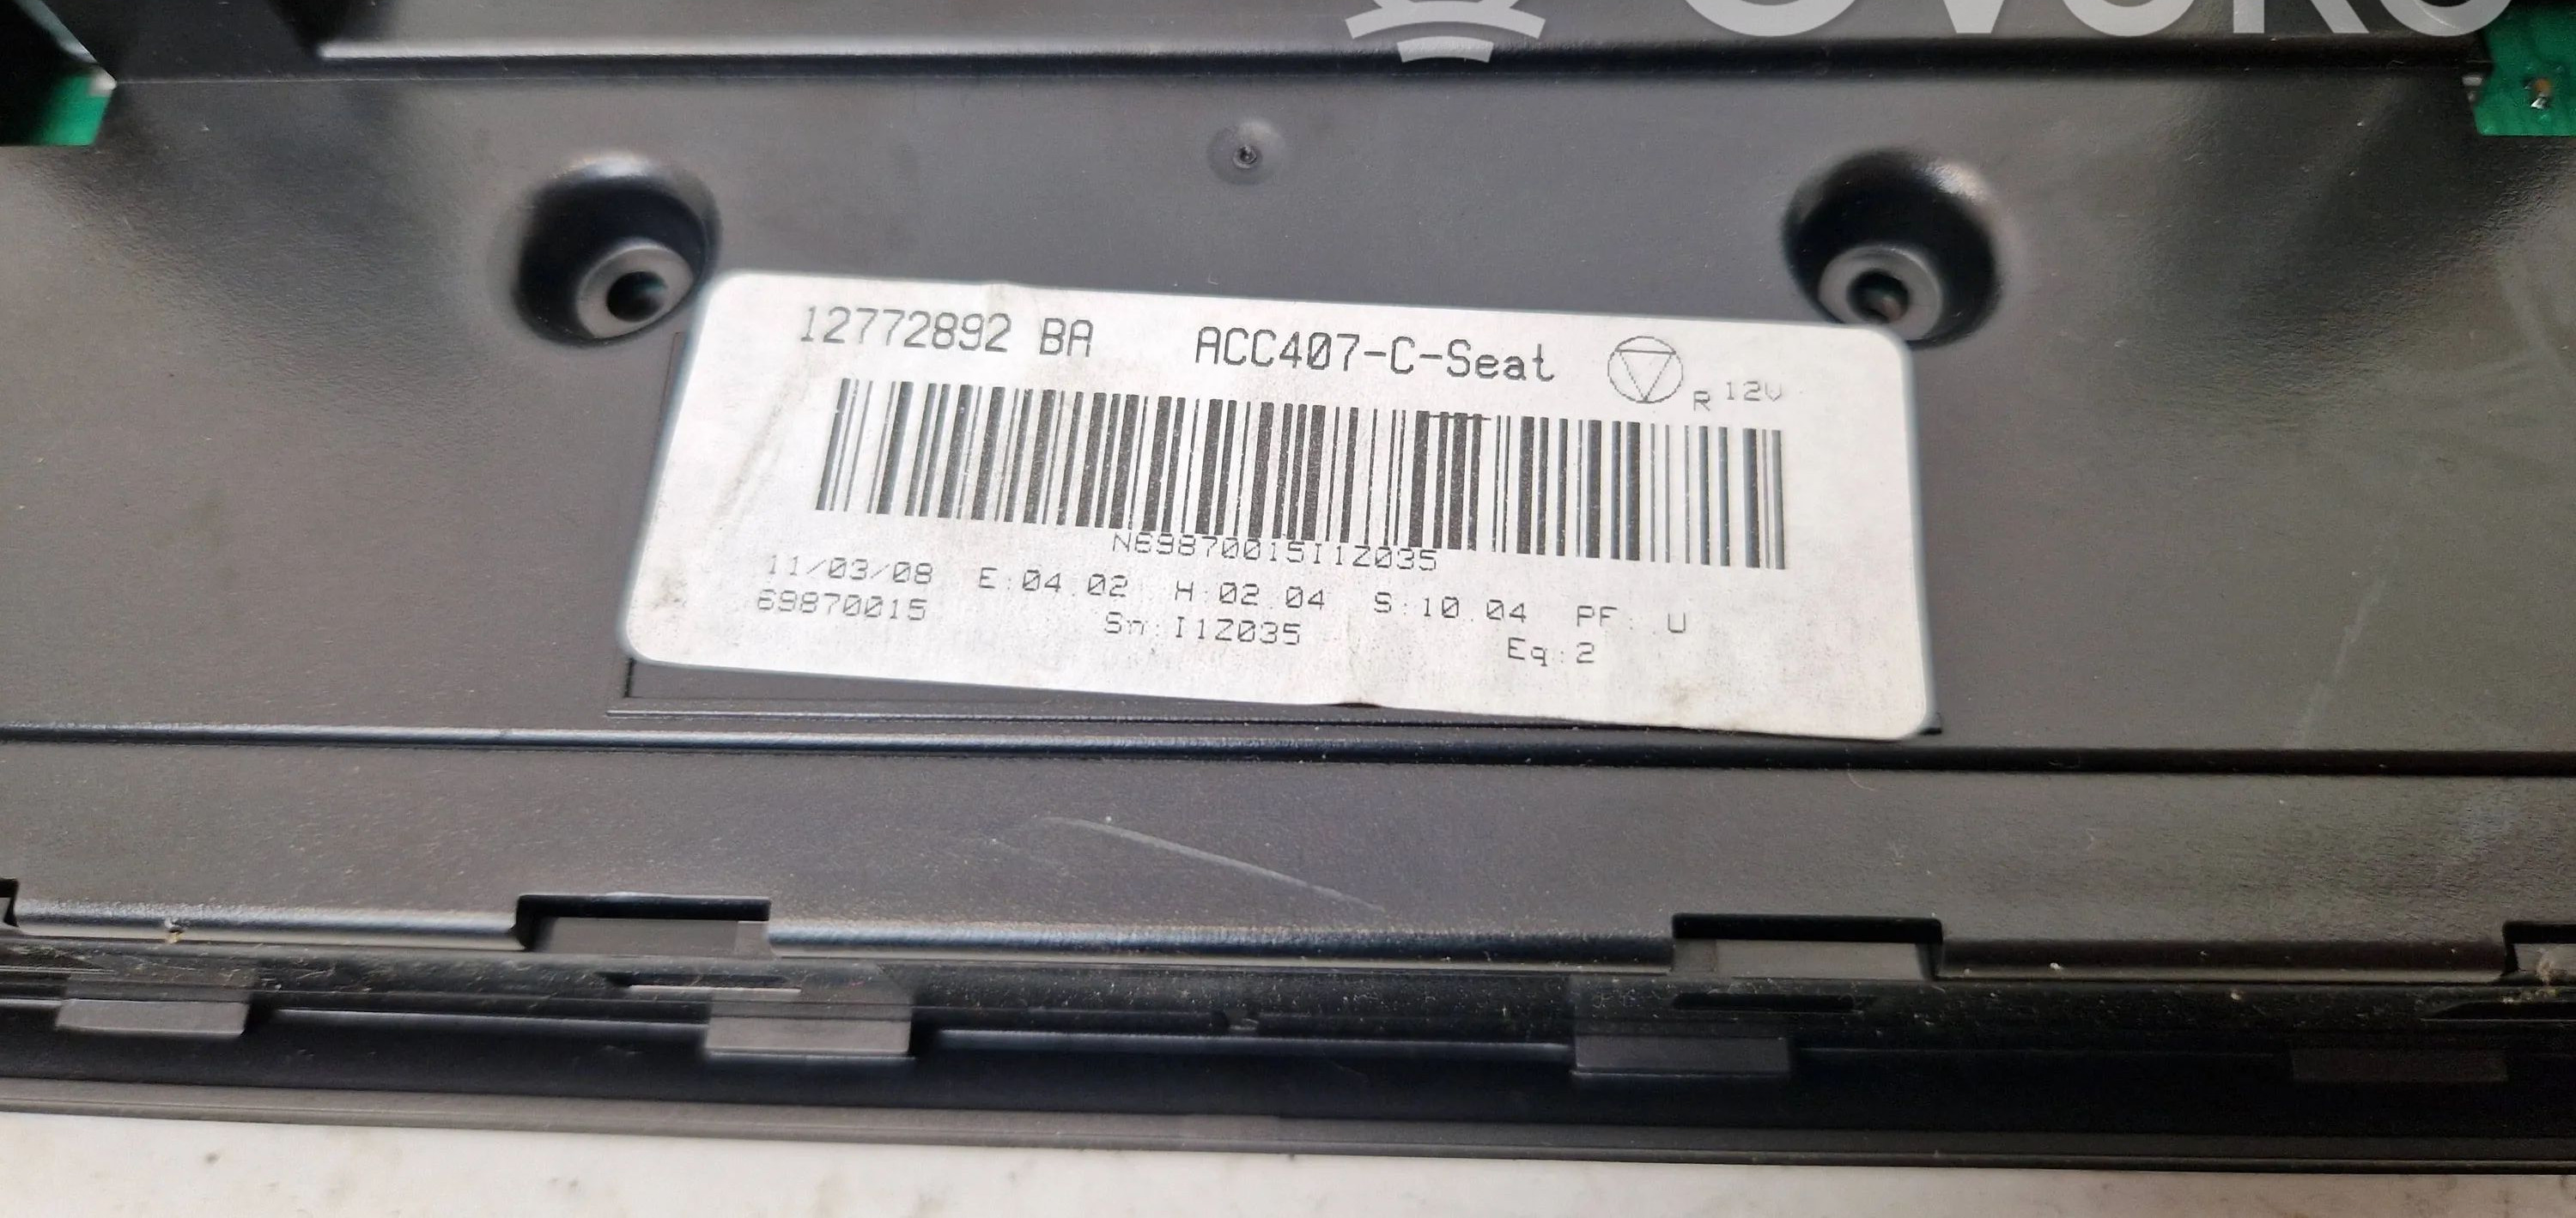 12772892 BA ACC407-C-Seat R 12V
N69870015I1Z035
11/03/08 E:04.02 H:02.04 S:10.04 PF: U
69870015 Sn:I1Z035 Eq:2